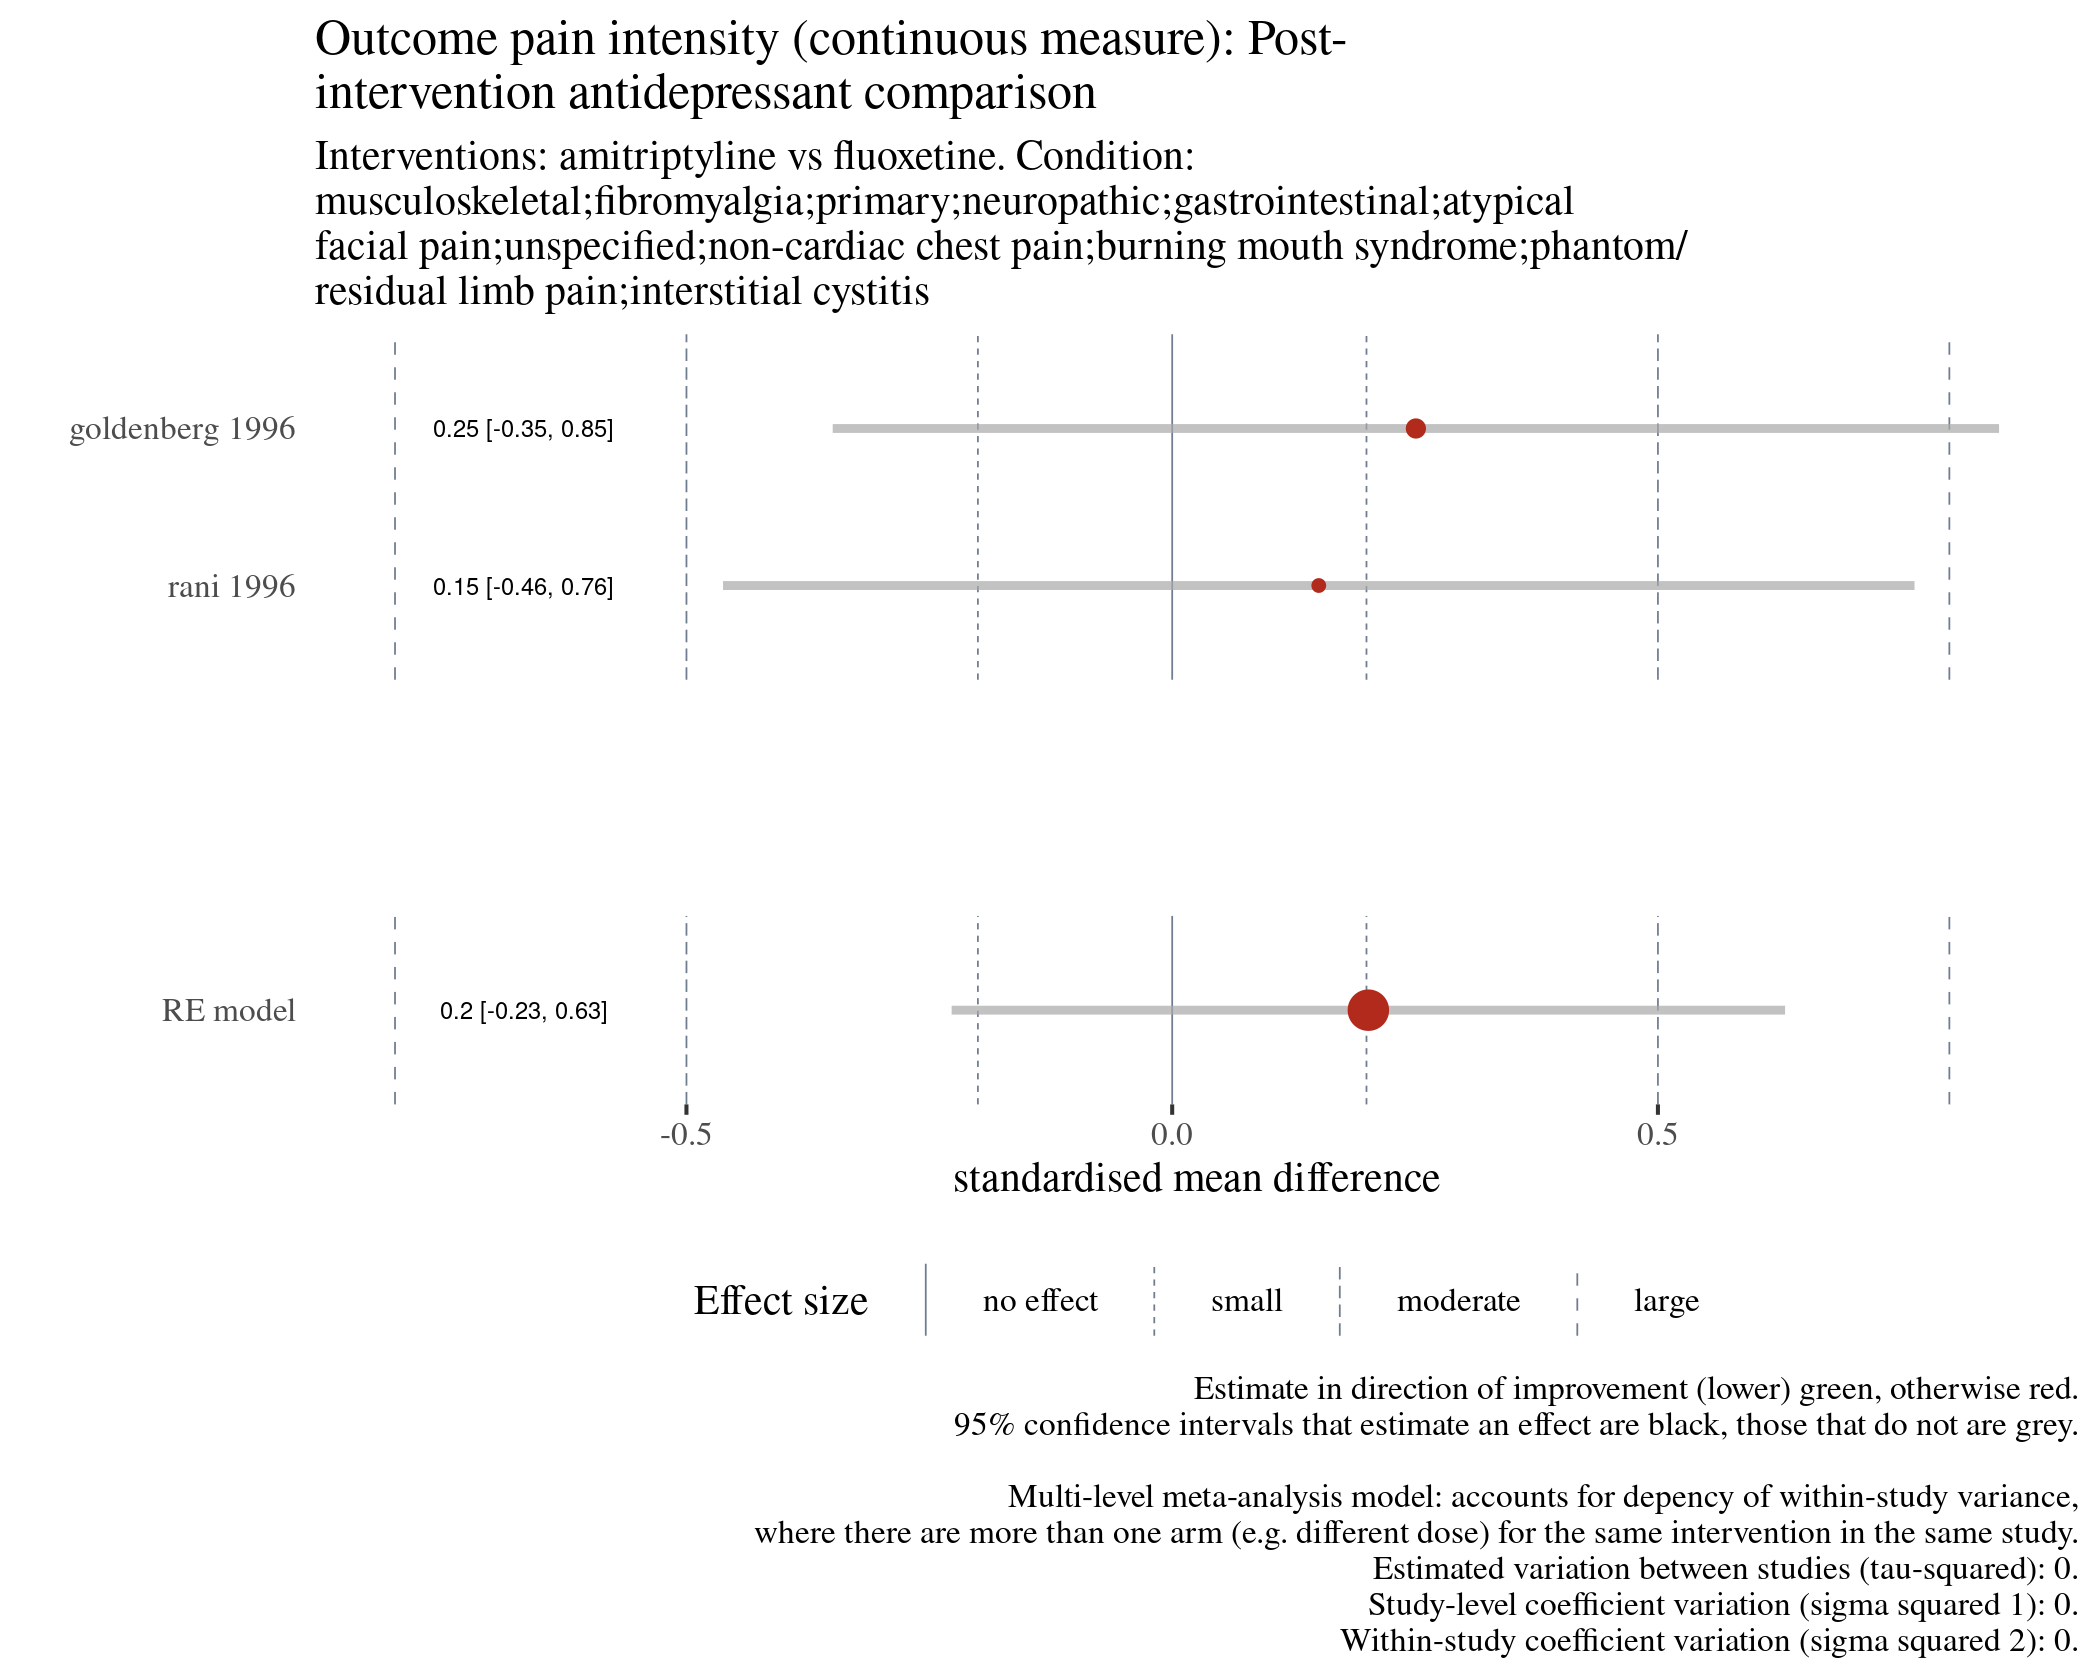 Outcome pain intensity (continuous measure): Post-
intervention antidepressant comparison
Interventions: amitriptyline vs fluoxetine. Condition:
musculoskeletal;fibromyalgia;primary;neuropathic;gastrointestinal;atypical
facial pain;unspecified;non-cardiac chest pain;burning mouth syndrome;phantom/
residual limb pain;interstitial cystitis
goldenberg 1996 0.25 [-0.35, 0.85]
rani 1996 0.15 [-0.46, 0.76]
RE model 0.2 [-0.23, 0.63]
-0.5 0.0 0.5
standardised mean difference
Effect size no effect small moderate large
Estimate in direction of improvement (lower) green, otherwise red.
95% confidence intervals that estimate an effect are black, those that do not are grey.
Multi-level meta-analysis model: accounts for depency of within-study variance,
where there are more than one arm (e.g. different dose) for the same intervention in the same study.
Estimated variation between studies (tau-squared): 0.
Study-level coefficient variation (sigma squared 1): 0.
Within-study coefficient variation (sigma squared 2): 0.